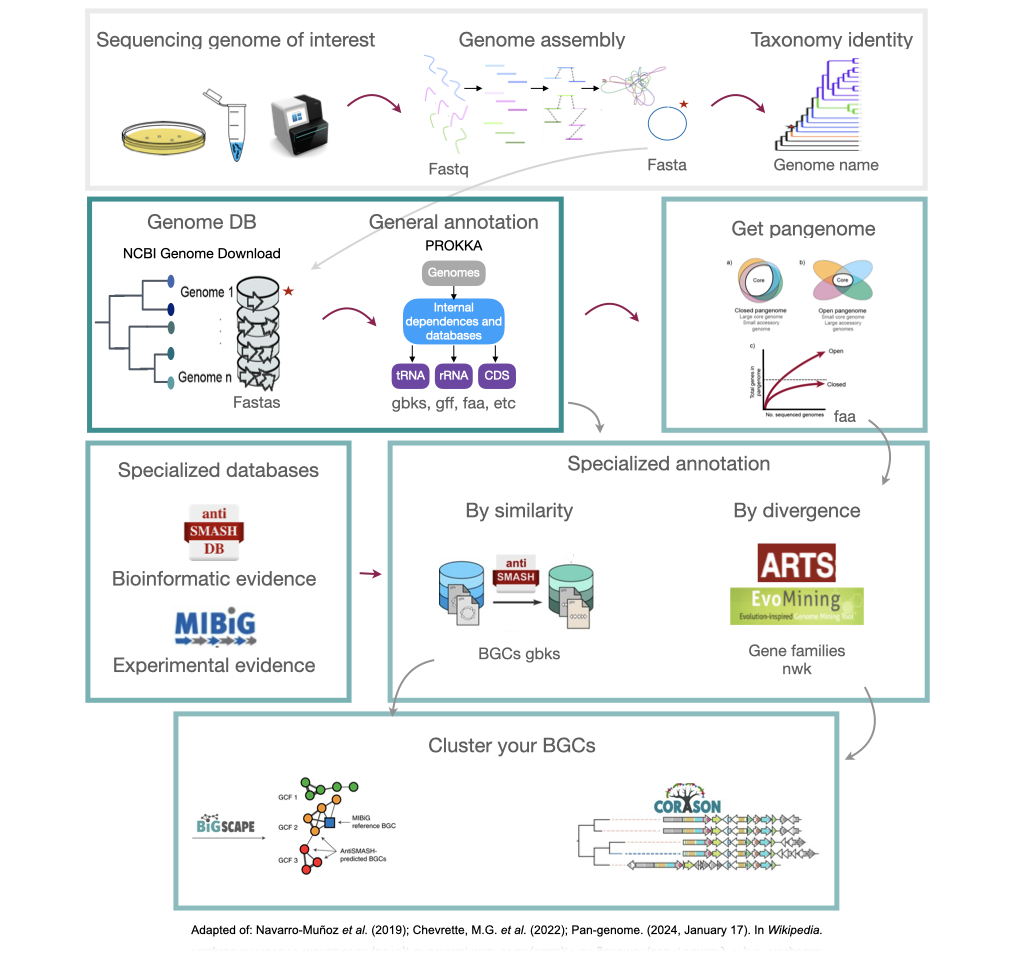 Sequencing genome of interest
Genome assembly
Taxonomy identity
Fastq
Fasta
Genome name
Genome DB
NCBI Genome Download
Genome 1
Genome n
Fastas
General annotation
PROKKA
Genomes
Internal
dependences and
databases
tRNA
rRNA
CDS
gbks, gff, faa, etc
Get pangenome
a)
Core
Closed pangenome
Large core genome
Small accessory
genome
b)
Core
Open pangenome
Small core genome
Large accessory
genomes
c)
Total genes in
pangenome
Open
Closed
No. sequenced genomes
faa
Specialized databases
anti
SMASH
DB
Bioinformatic evidence
MIBiG
Experimental evidence
Specialized annotation
By similarity
anti
SMASH
BGCs gbks
By divergence
ARTS
EvoMining
Evolution-inspired Genome Mining Tool
Gene families
nwk
Cluster your BGCs
BiGSCAPE
GCF 1
GCF 2
GCF 3
MIBiG
reference BGC
AntiSMASH-
predicted BGCs
CORASON
Adapted of: Navarro-Muñoz et al. (2019); Chevrette, M.G. et al. (2022); Pan-genome. (2024, January 17). In Wikipedia.